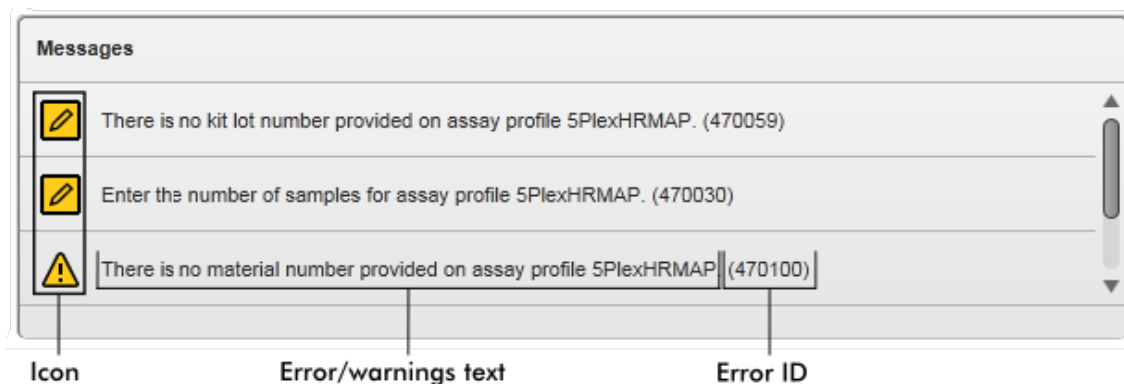 Messages
There is no kit lot number provided on assay profile 5PlexHRMAP. (470059)
Enter the number of samples for assay profile 5PlexHRMAP. (470030)
There is no material number provided on assay profile 5PlexHRMAP. (470100)
Icon Error/warnings text Error ID